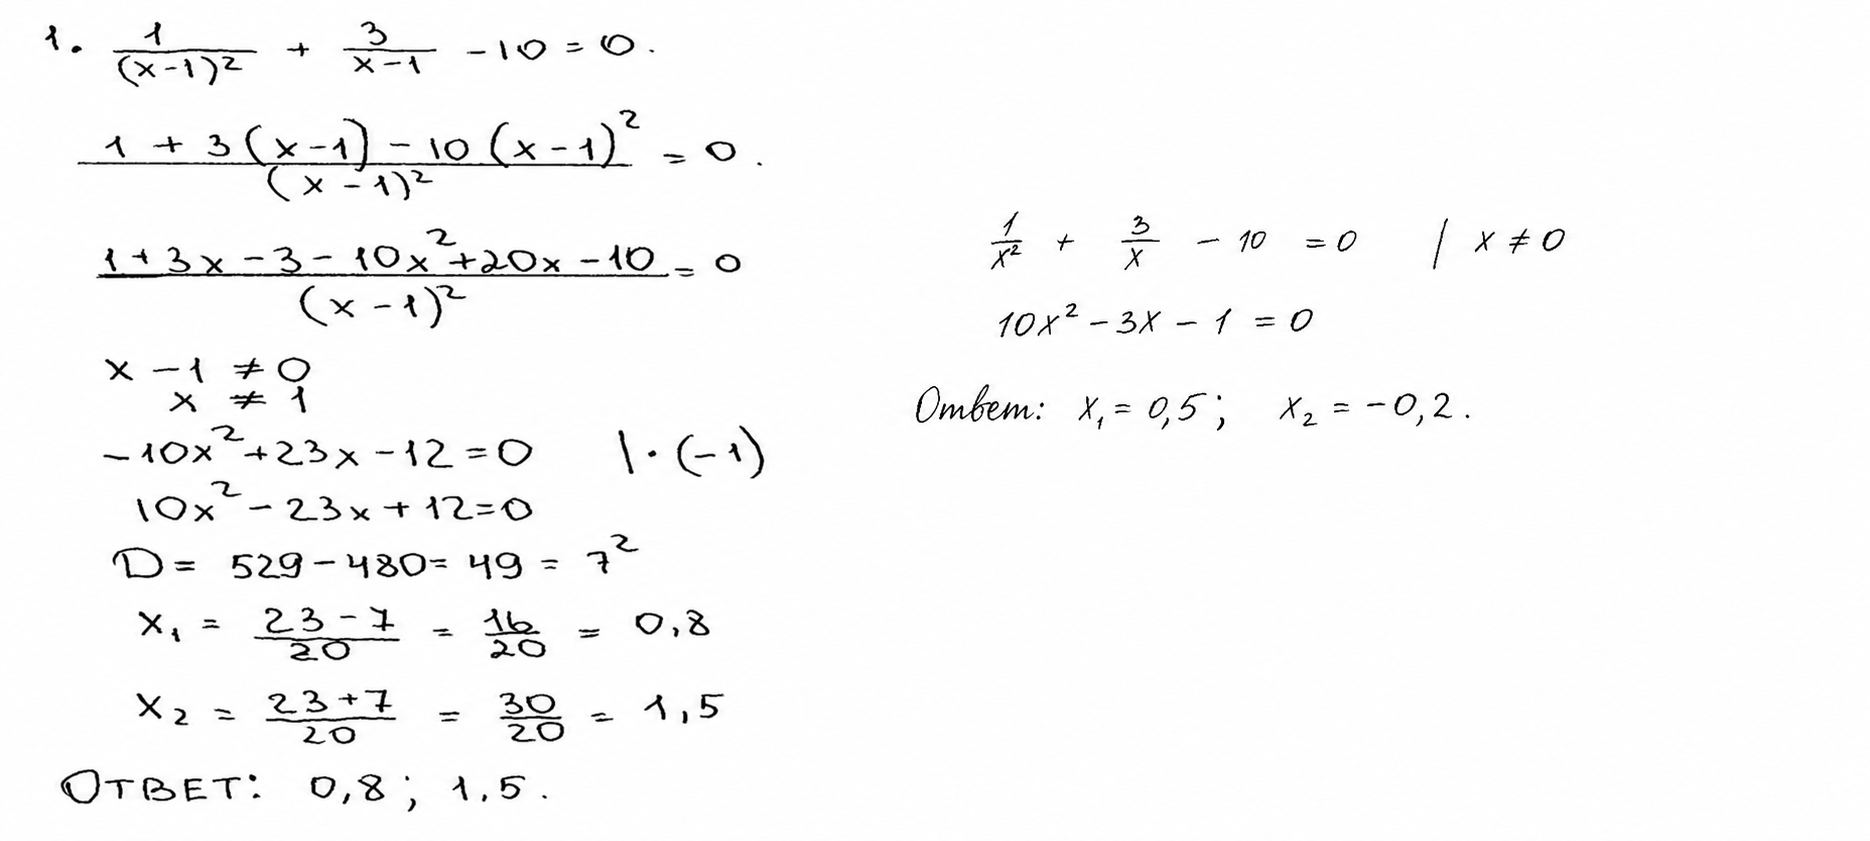 1. 1/(x-1)² + 3/(x-1) - 10 = 0.
(1 + 3(x-1) - 10(x-1)²)/(x-1)² = 0.
(1+3x-3-10x²+20x-10)/(x-1)² = 0
x - 1 ≠ 0
x ≠ 1
-10x²+23x-12=0 |·(-1)
10x²-23x+12=0
D = 529-480= 49 = 7²
x₁ = (23-7)/20 = 16/20 = 0,8
x₂ = (23+7)/20 = 30/20 = 1,5
ОТВЕТ: 0,8; 1,5.
1/x² + 3/x - 10 = 0 | x ≠ 0
10x² - 3x - 1 = 0
Ответ: x₁ = 0,5; x₂ = -0,2.